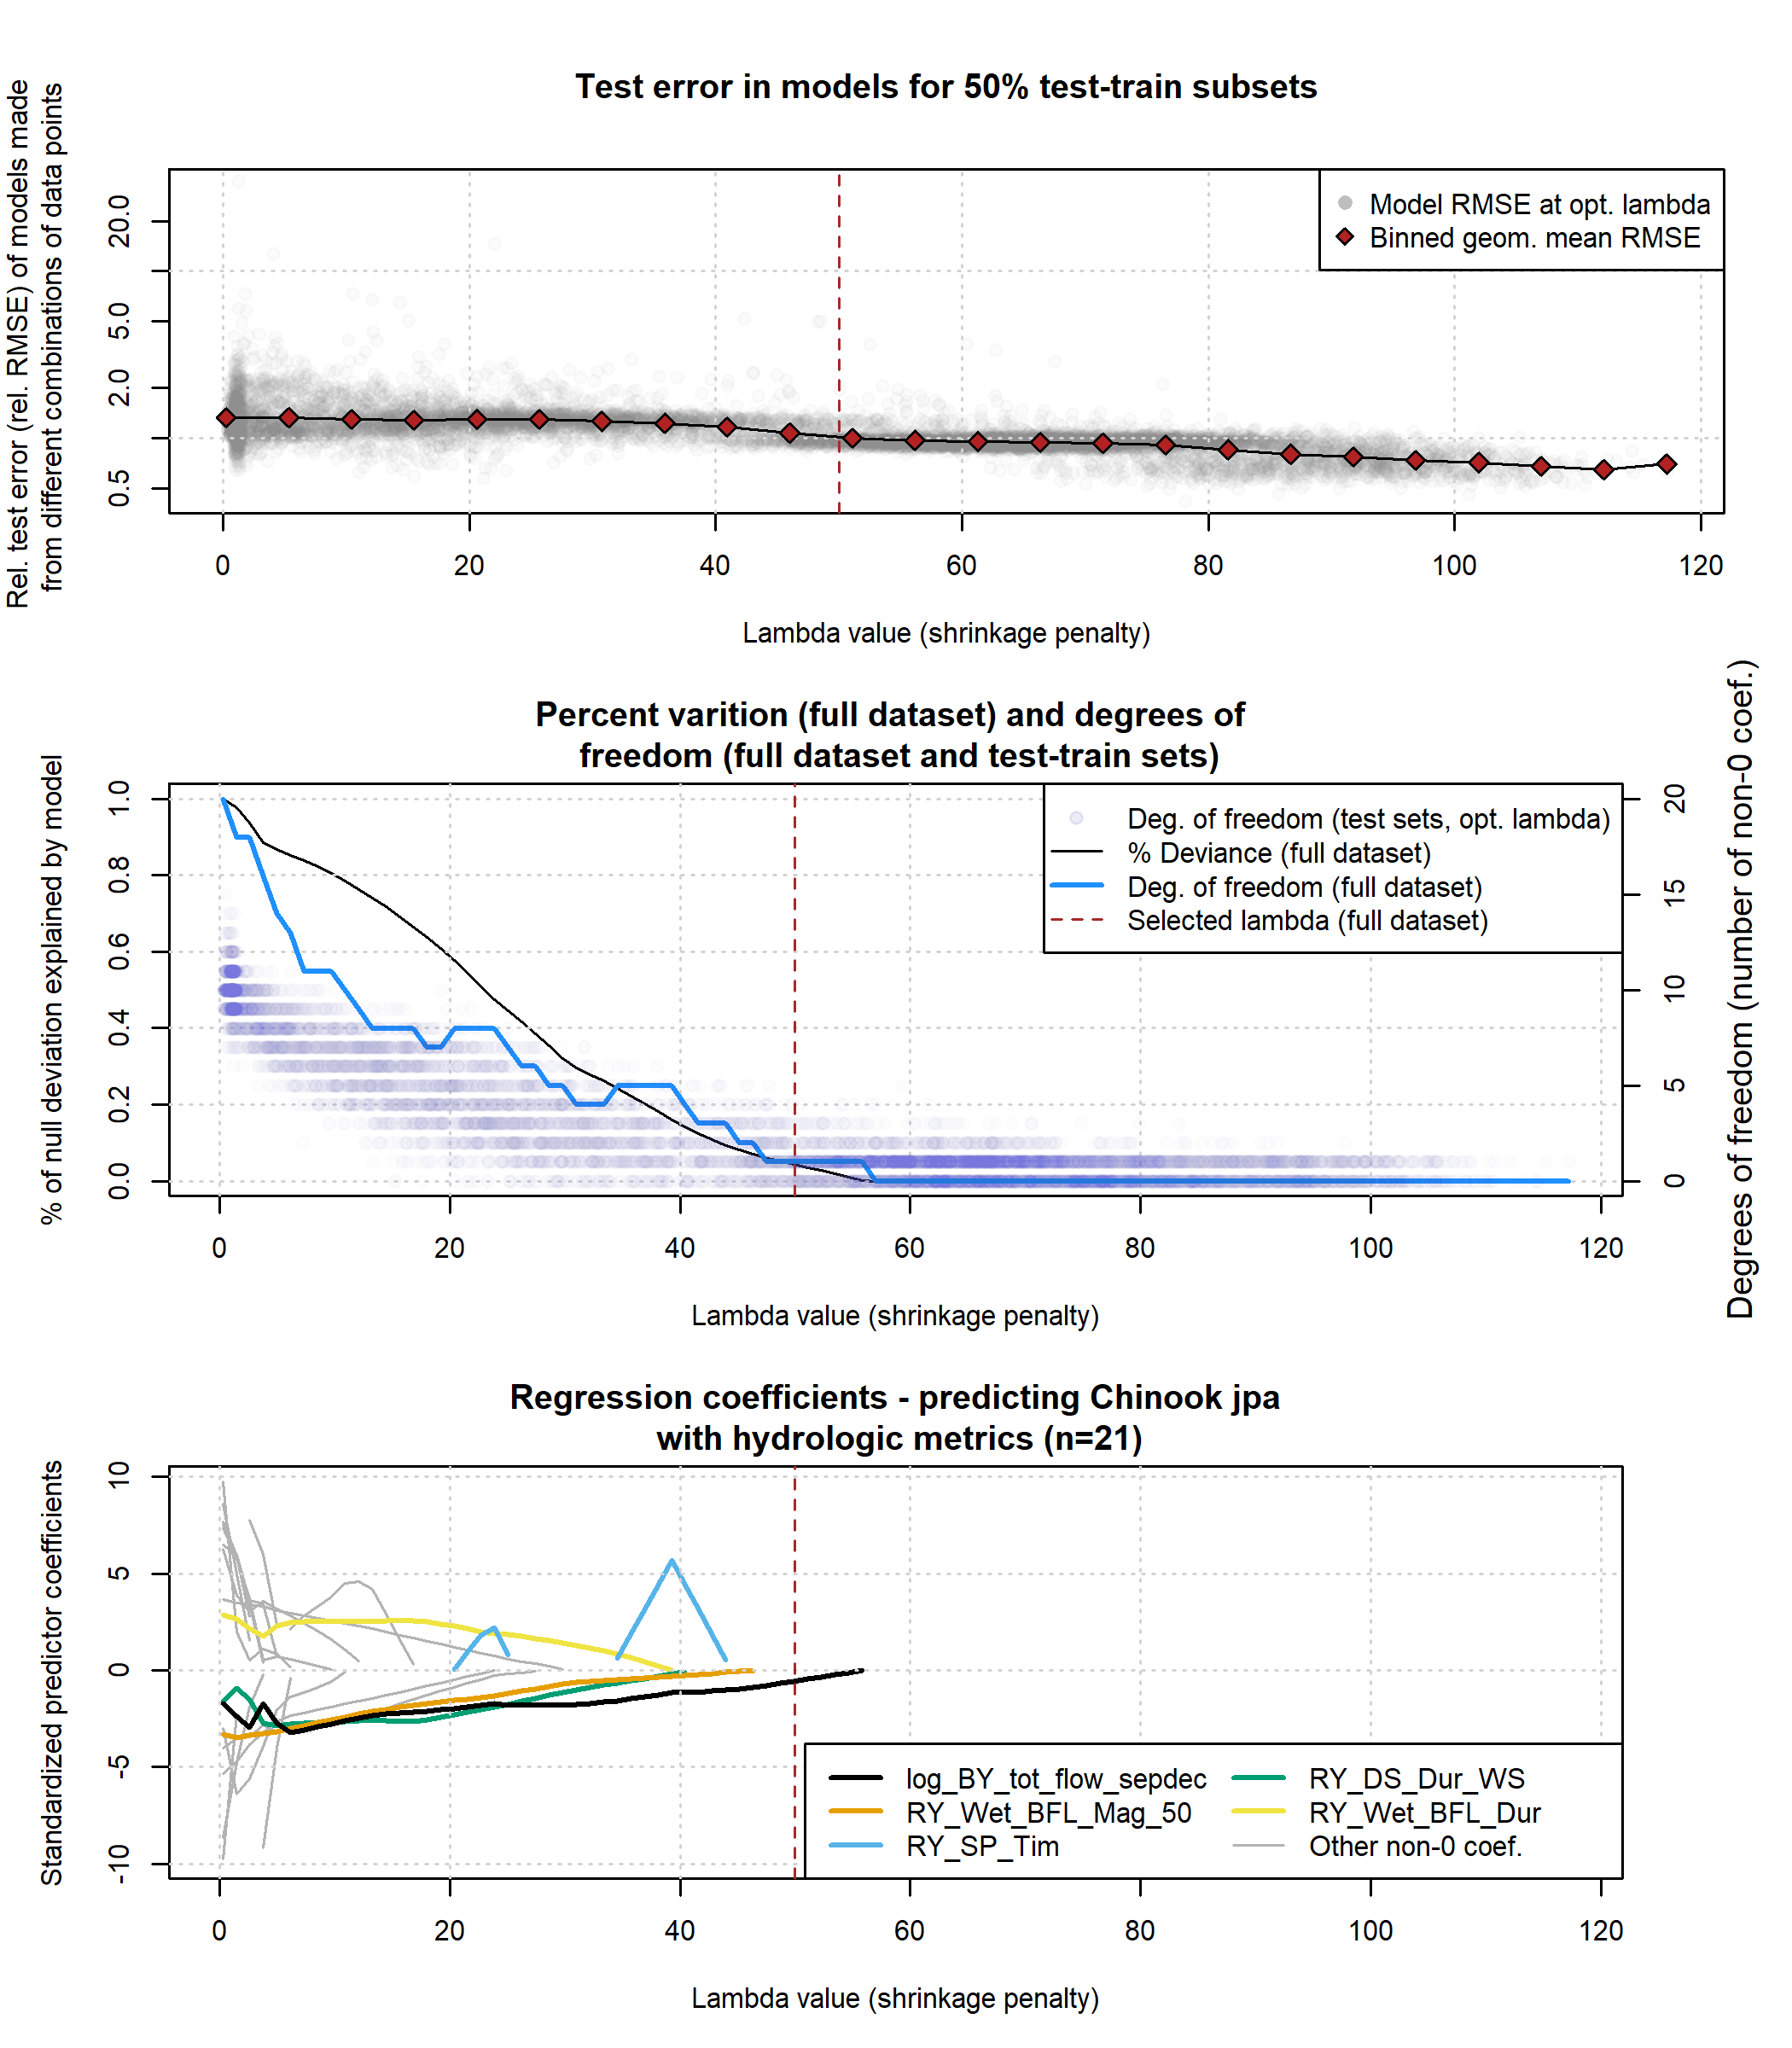 Test error in models for 50% test-train subsets
Rel. test error (rel. RMSE) of models made
from different combinations of data points
20.0
5.0
2.0
0.5
Model RMSE at opt. lambda
Binned geom. mean RMSE
0 20 40 60 80 100 120
Lambda value (shrinkage penalty)
Percent varition (full dataset) and degrees of
freedom (full dataset and test-train sets)
% of null deviation explained by model
1.0
0.8
0.6
0.4
0.2
0.0
Deg. of freedom (test sets, opt. lambda)
% Deviance (full dataset)
Deg. of freedom (full dataset)
Selected lambda (full dataset)
20
15
10
5
0
Degrees of freedom (number of non-0 coef.)
0 20 40 60 80 100 120
Lambda value (shrinkage penalty)
Regression coefficients - predicting Chinook jpa
with hydrologic metrics (n=21)
Standardized predictor coefficients
10
5
0
-5
-10
log_BY_tot_flow_sepdec
RY_Wet_BFL_Mag_50
RY_SP_Tim
RY_DS_Dur_WS
RY_Wet_BFL_Dur
Other non-0 coef.
0 20 40 60 80 100 120
Lambda value (shrinkage penalty)